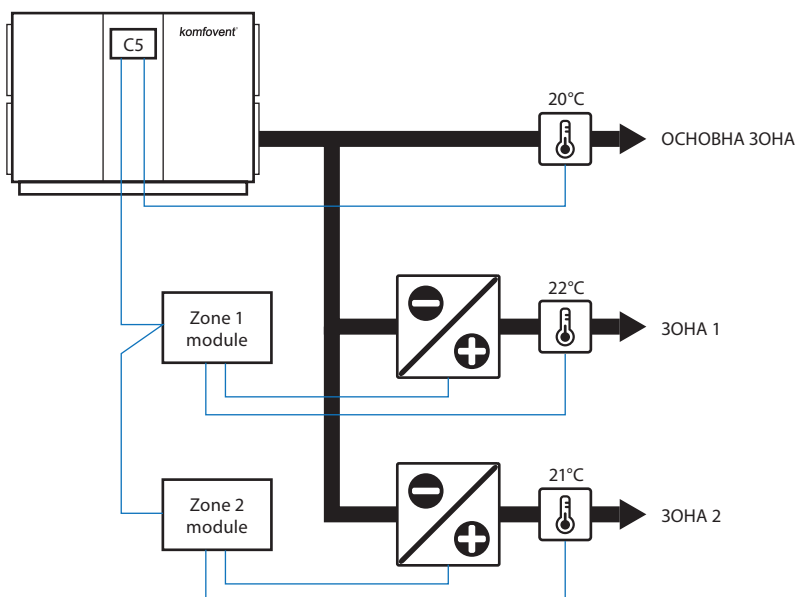 komfovent
C5
20°C
ОСНОВНА ЗОНА
Zone 1
module
22°C
ЗОНА 1
Zone 2
module
21°C
ЗОНА 2